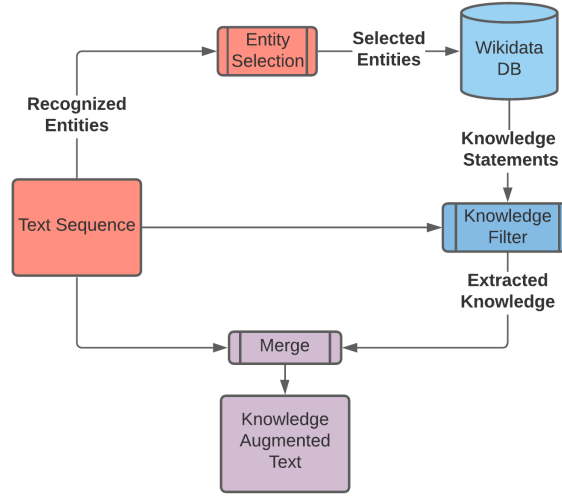 Entity
Selection
Selected
Entities
Wikidata
DB
Recognized
Entities
Knowledge
Statements
Text Sequence
Knowledge
Filter
Extracted
Knowledge
Merge
Knowledge
Augmented
Text